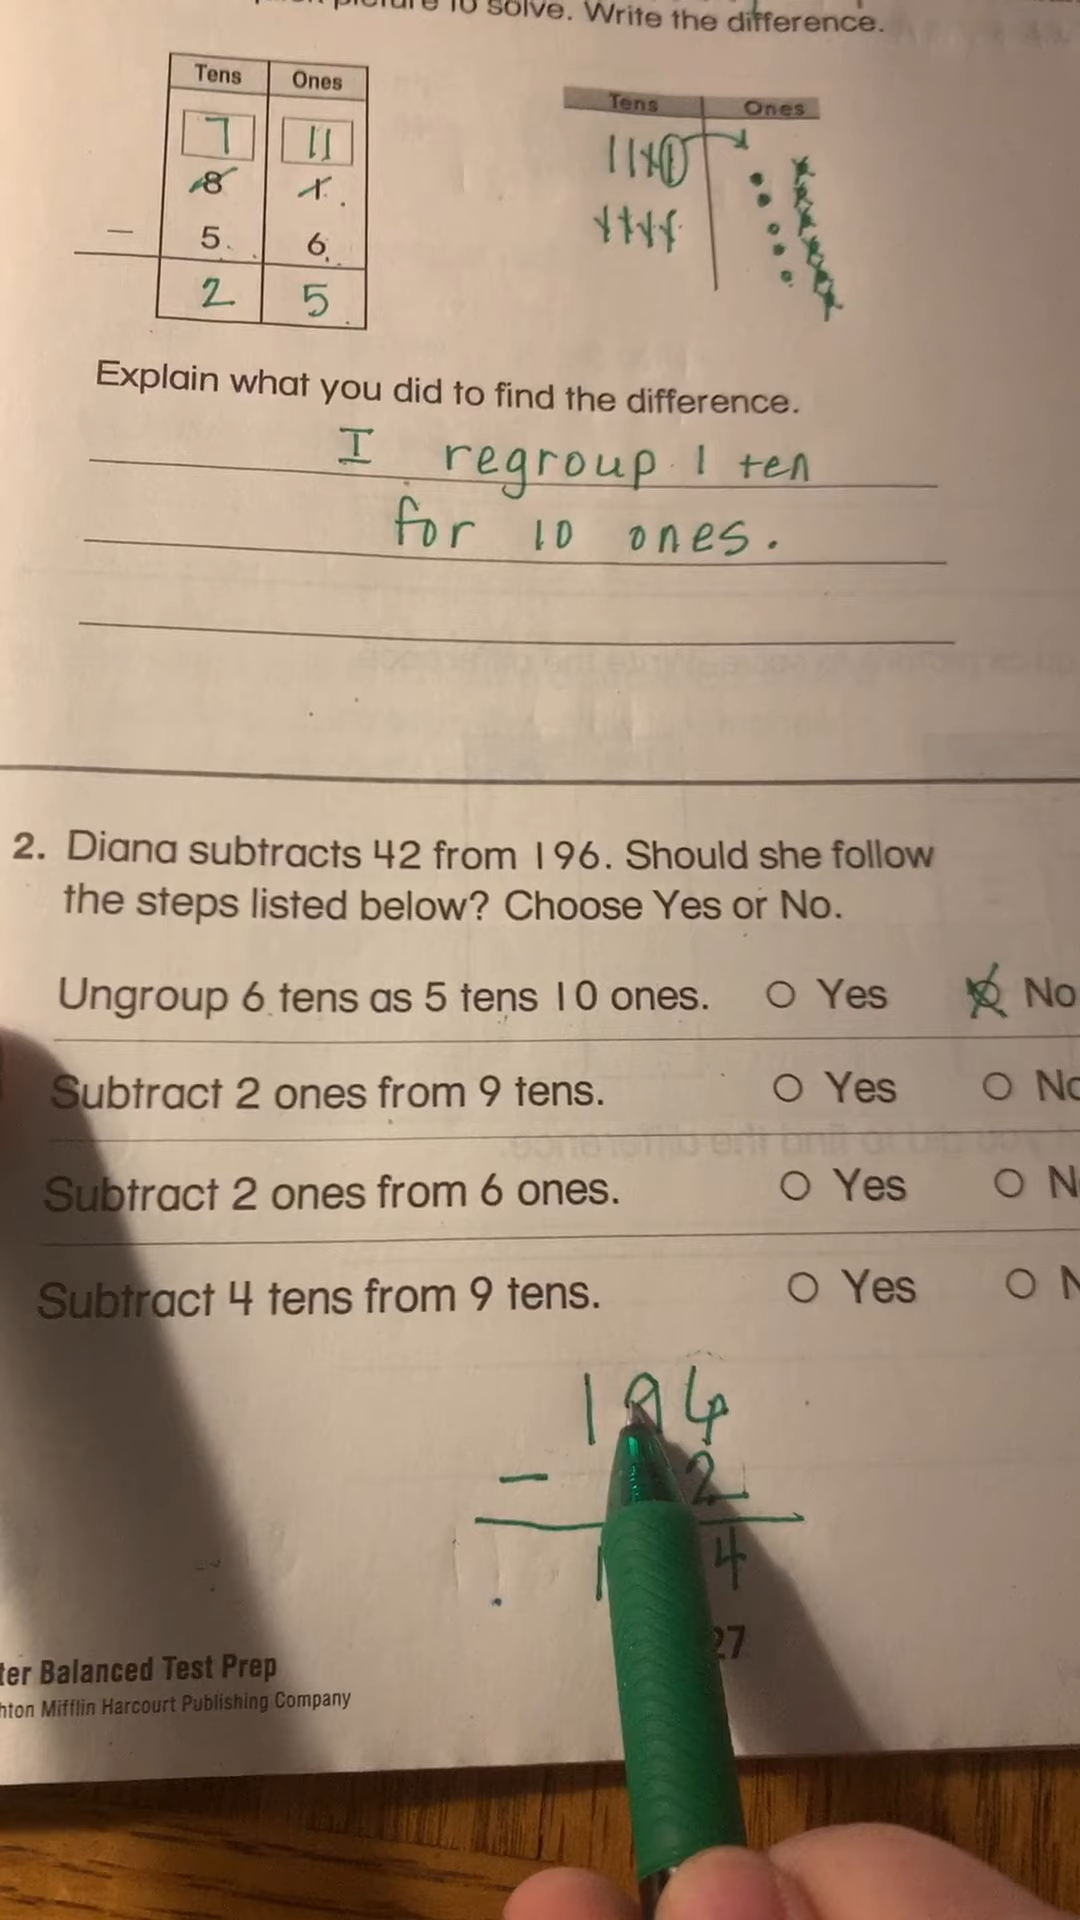 solve. Write the difference.
Tens Ones
7 11
8 1
- 5 6
2 5
Tens Ones
Explain what you did to find the difference.
I regroup 1 ten
for 10 ones.
2. Diana subtracts 42 from 196. Should she follow
the steps listed below? Choose Yes or No.
Ungroup 6 tens as 5 tens 10 ones. Yes No
Subtract 2 ones from 9 tens. Yes
Subtract 2 ones from 6 ones. Yes
Subtract 4 tens from 9 tens. Yes
- 2
4
27
Balanced Test Prep
Mifflin Harcourt Publishing Company